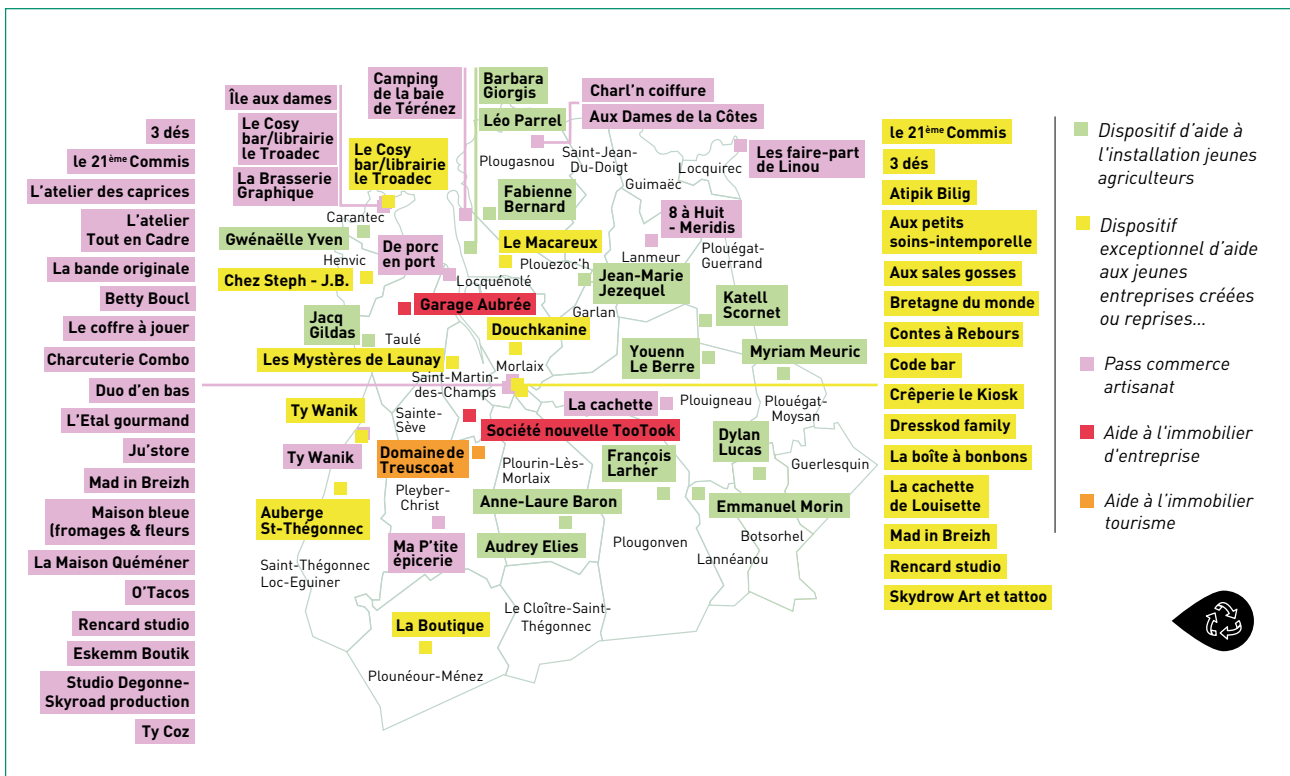 3 dés
le 21ème Commis
L'atelier des caprices
L'atelier
Tout en Cadre
La bande originale
Betty Boucl
Le coffre à jouer
Charcuterie Combo
Duo d'en bas
L'Etal gourmand
Ju'store
Mad in Breizh
Maison bleue
(fromages & fleurs
La Maison Quéméner
O'Tacos
Rencard studio
Eskemm Boutik
Studio Degonne-
Skyroad production
Ty Coz
Île aux dames
Le Cosy
bar/librairie
le Troadec
La Brasserie
Graphique
Camping
de la baie
de Térénez
Barbara
Giorgis
Léo Parrel
Charl'n coiffure
Aux Dames de la Côtes
Les faire-part
de Linou
Le Cosy
bar/librairie
le Troadec
Plougasnou
Saint-Jean-
Du-Doigt
Guimaëc
Locquirec
Fabienne
Bernard
Carantec
Gwénaëlle Yven
Henvic
Chez Steph - J.B.
De porc
en port
Locquénolé
Le Macareux
Plouezoc'h
8 à Huit
- Meridis
Lanmeur
Plouégat-
Guerrand
Jean-Marie
Jezequel
Garlan
Katell
Scornet
Garage Aubrée
Jacq
Gildas
Taulé
Douchkanine
Les Mystères de Launay
Morlaix
Saint-Martin-
des-Champs
Youenn
Le Berre
Myriam Meuric
Ty Wanik
Sainte-
Sève
La cachette
Plouigneau
Plouégat-
Moysan
Société nouvelle TooTook
Ty Wanik
Domaine de
Treuscoat
Plourin-Lès-
Morlaix
François
Larher
Dylan
Lucas
Guerlesquin
Pleyber-
Christ
Anne-Laure Baron
Emmanuel Morin
Auberge
St-Thégonnec
Ma P'tite
épicerie
Audrey Elies
Plougonven
Botsorhel
Lannéanou
Saint-Thégonnec
Loc-Eguiner
Le Cloître-Saint-
Thégonnec
La Boutique
Plounéour-Ménez
le 21ème Commis
3 dés
Atipik Bilig
Aux petits
soins-intemporelle
Aux sales gosses
Bretagne du monde
Contes à Rebours
Code bar
Crêperie le Kiosk
Dresskod family
La boîte à bonbons
La cachette
de Louisette
Mad in Breizh
Rencard studio
Skydrow Art et tattoo
Dispositif d'aide à
l'installation jeunes
agriculteurs
Dispositif
exceptionnel d'aide
aux jeunes
entreprises créées
ou reprises...
Pass commerce
artisanat
Aide à l'immobilier
d'entreprise
Aide à l'immobilier
tourisme